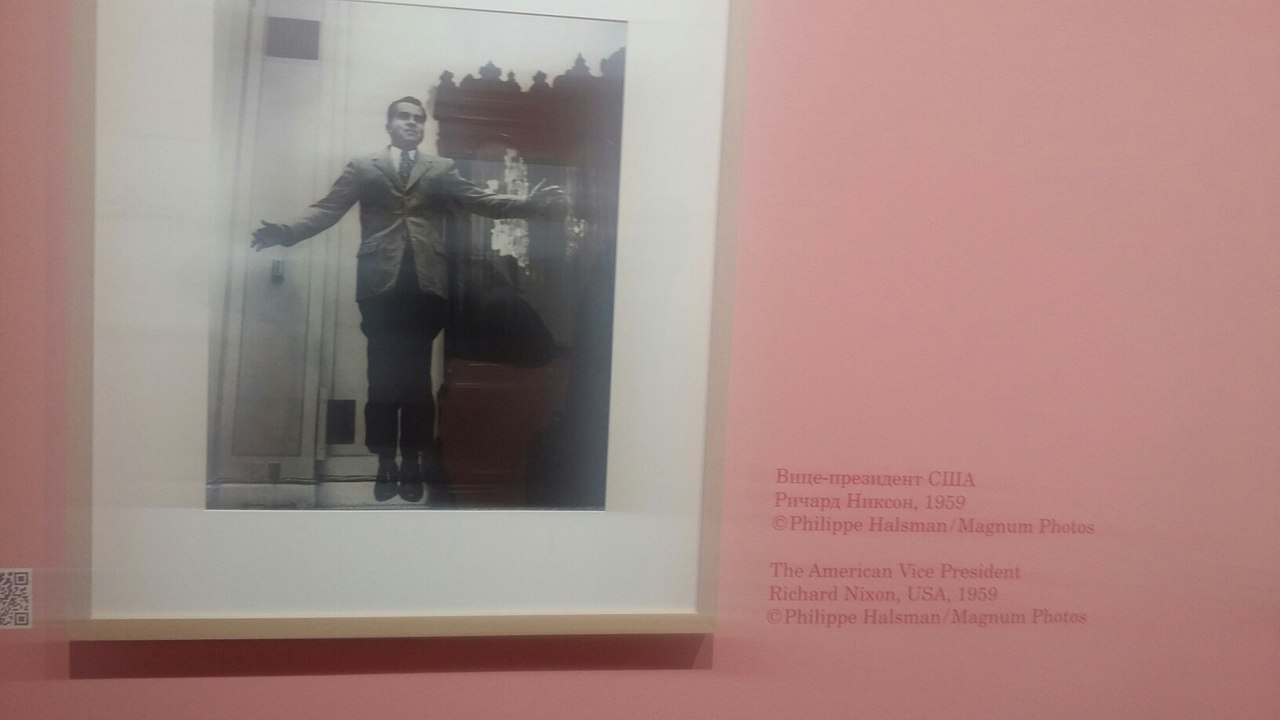 Вице-президент США
Ричард Никсон, 1959
©Philippe Halsman/Magnum Photos
The American Vice President
Richard Nixon, USA, 1959
©Philippe Halsman/Magnum Photos